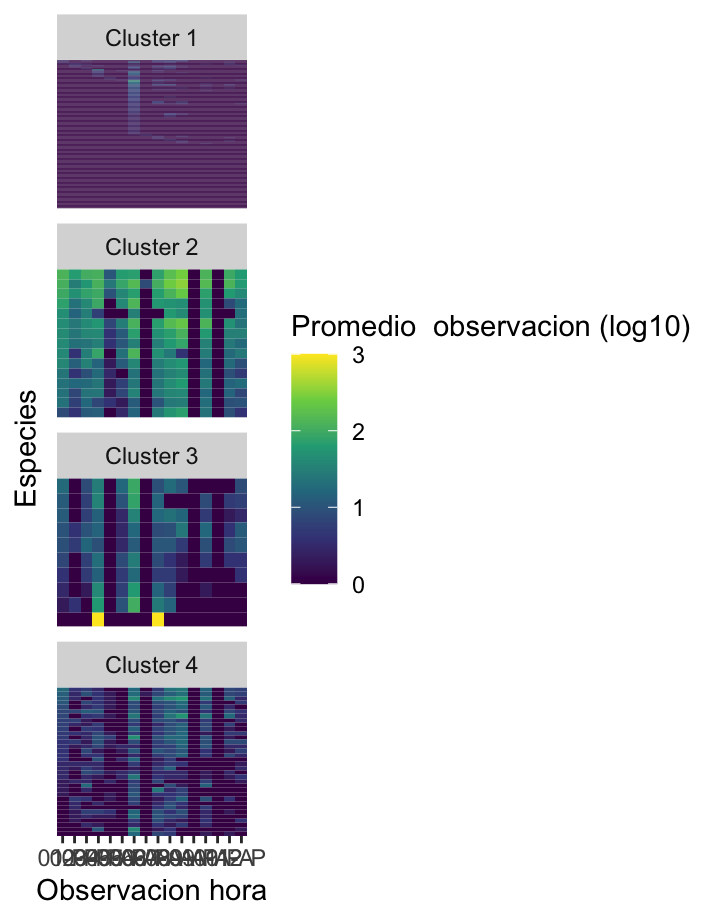 Cluster 1
Cluster 2
Cluster 3
Cluster 4
Especies
Observacion hora
Promedio  observacion (log10)
3
2
1
0